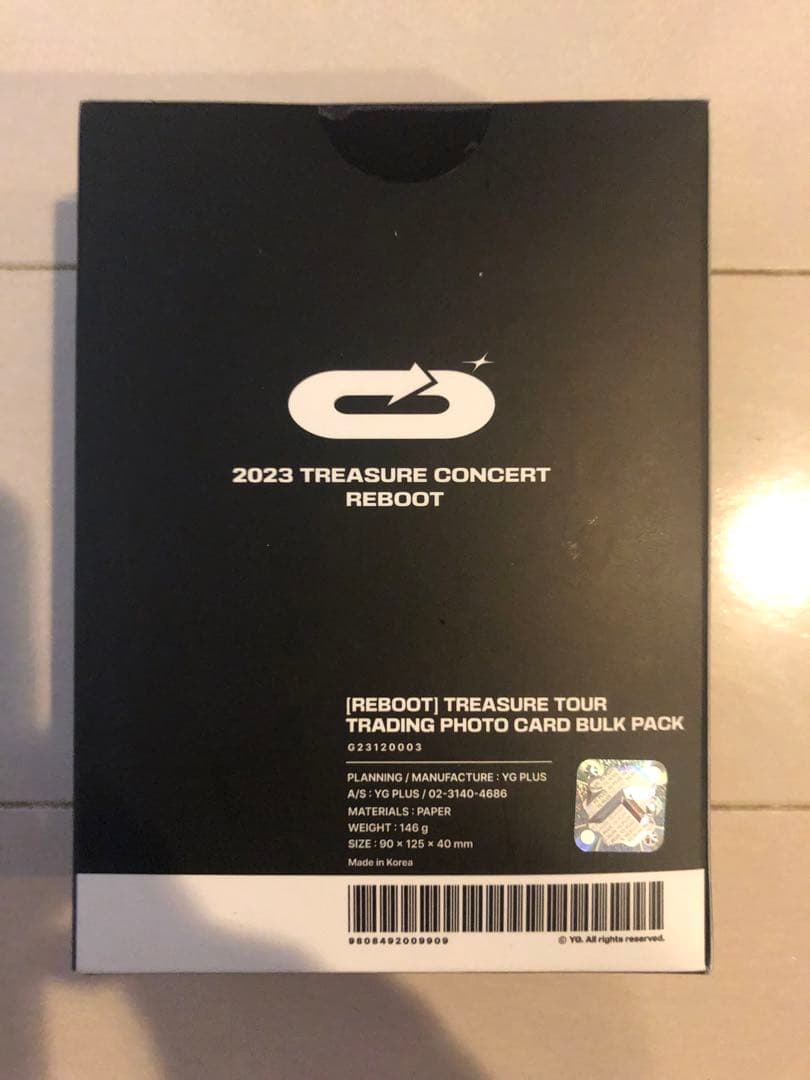 2023 TREASURE CONCERT
REBOOT
[REBOOT] TREASURE TOUR
TRADING PHOTO CARD BULK PACK
G23120003
PLANNING / MANUFACTURE : YG PLUS
A/S : YG PLUS / 02-3140-4686
MATERIALS : PAPER
WEIGHT : 146 g
SIZE : 90 × 125 × 40 mm
Made in Korea
9808492009909
© YG. All rights reserved.